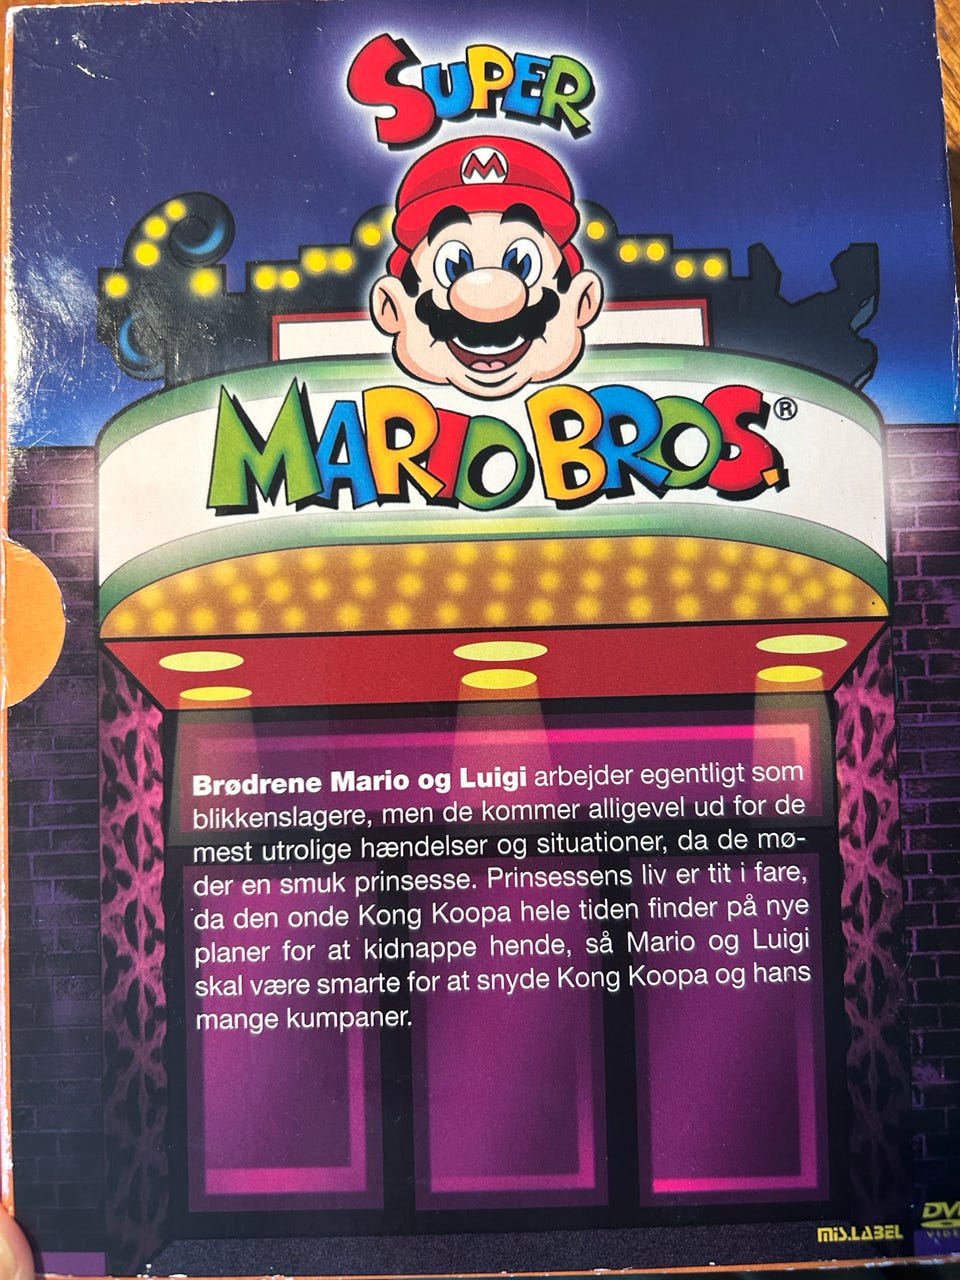 SUPER
M
MARIO BROS.®
Brødrene Mario og Luigi arbejder egentligt som
blikkenslagere, men de kommer alligevel ud for de
mest utrolige hændelser og situationer, da de mø-
der en smuk prinsesse. Prinsessens liv er tit i fare,
da den onde Kong Koopa hele tiden finder på nye
planer for at kidnappe hende, så Mario og Luigi
skal være smarte for at snyde Kong Koopa og hans
mange kumpaner.
MiS.LABEL